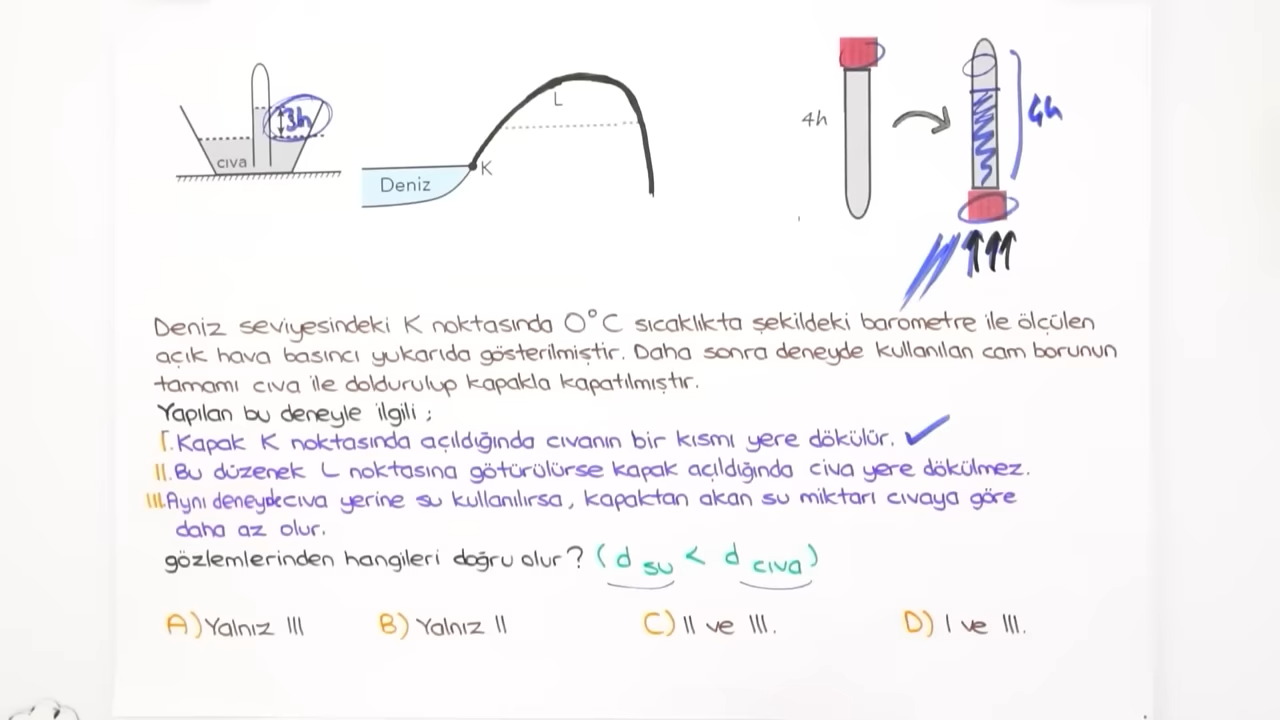 3h
cıva
Deniz
K
L
4h
4h
Deniz seviyesindeki K noktasında 0°C sıcaklıkta şekildeki barometre ile ölçülen
açık hava basıncı yukarıda gösterilmiştir. Daha sonra deneyde kullanılan cam borunun
tamamı cıva ile doldurulup kapakla kapatılmıştır.
Yapılan bu deneyle ilgili ;
I. Kapak K noktasında açıldığında cıvanın bir kısmı yere dökülür.
II. Bu düzenek L noktasına götürülürse kapak açıldığında civa yere dökülmez.
III. Aynı deneyde cıva yerine su kullanılırsa, kapaktan akan su miktarı cıvaya göre
daha az olur.
gözlemlerinden hangileri doğru olur? (d su < d cıva)
A) Yalnız III
B) Yalnız II
C) II ve III.
D) I ve III.